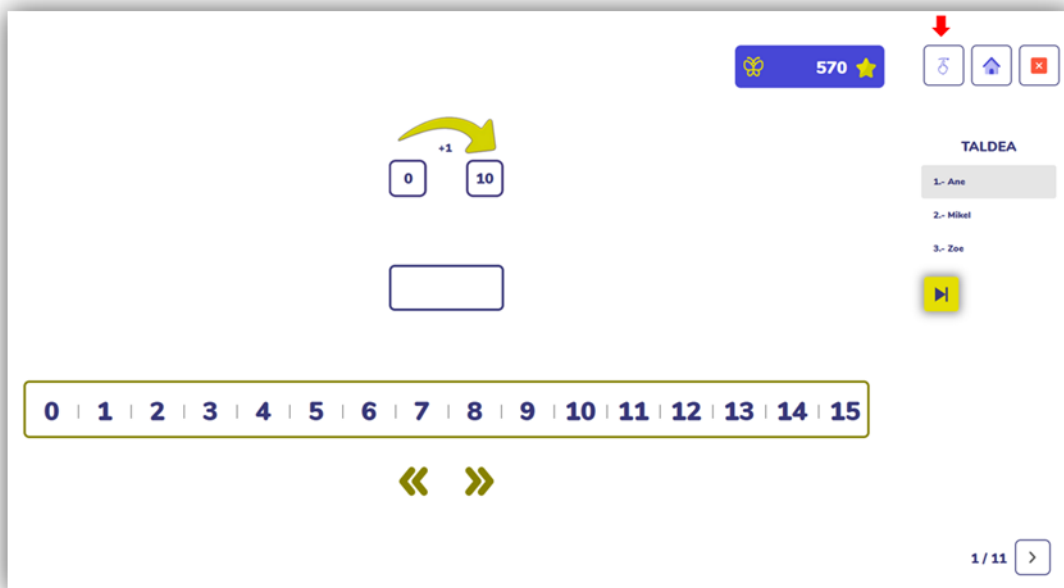 570
+1
0 10
TALDEA
1.- Ane
2.- Mikel
3.- Zoe
0 | 1 | 2 | 3 | 4 | 5 | 6 | 7 | 8 | 9 | 10 | 11 | 12 | 13 | 14 | 15
1 / 11